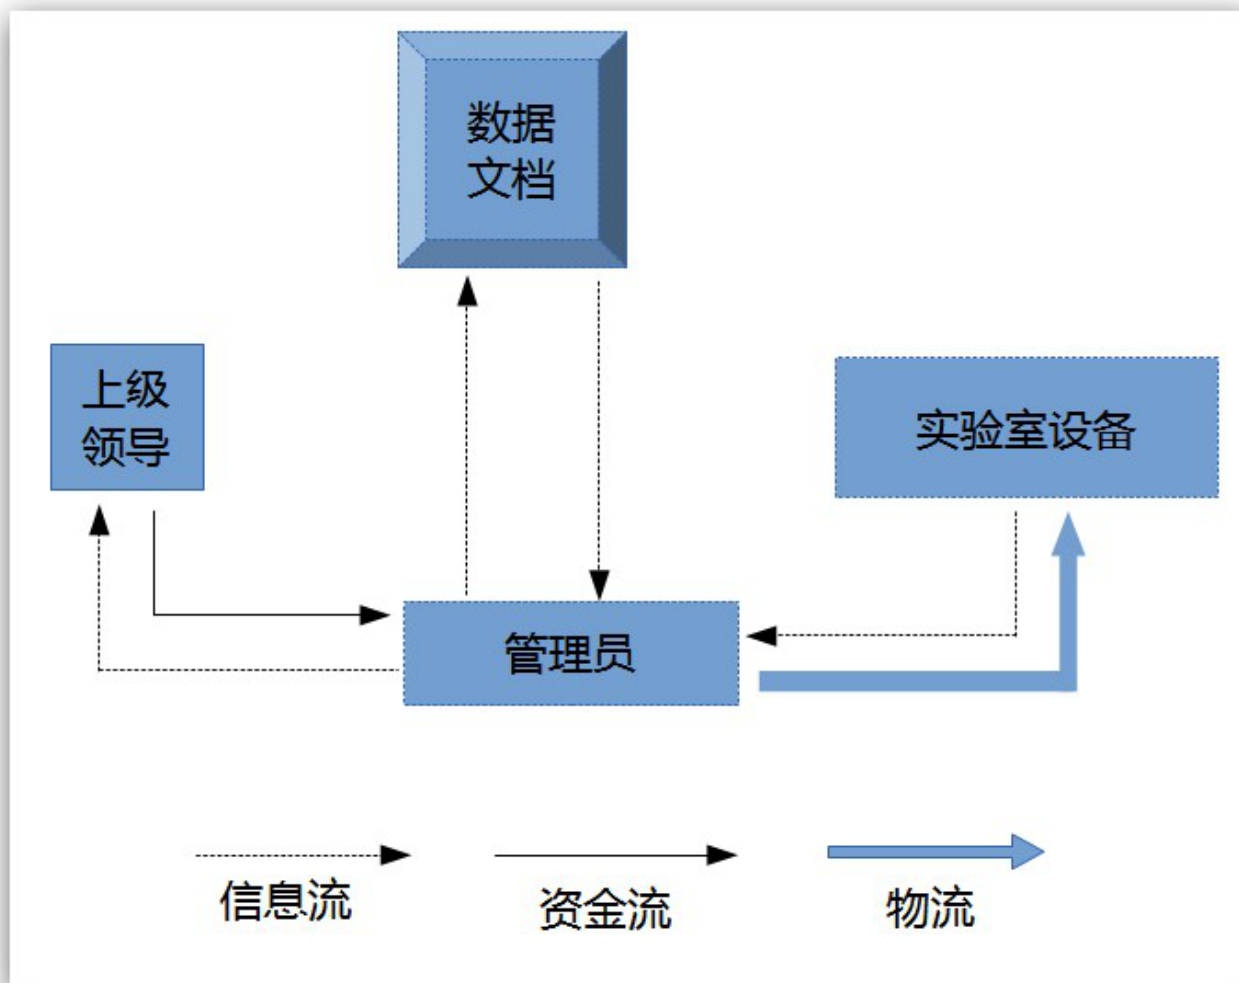 数据
文档
上级
领导
实验室设备
管理员
信息流
资金流
物流